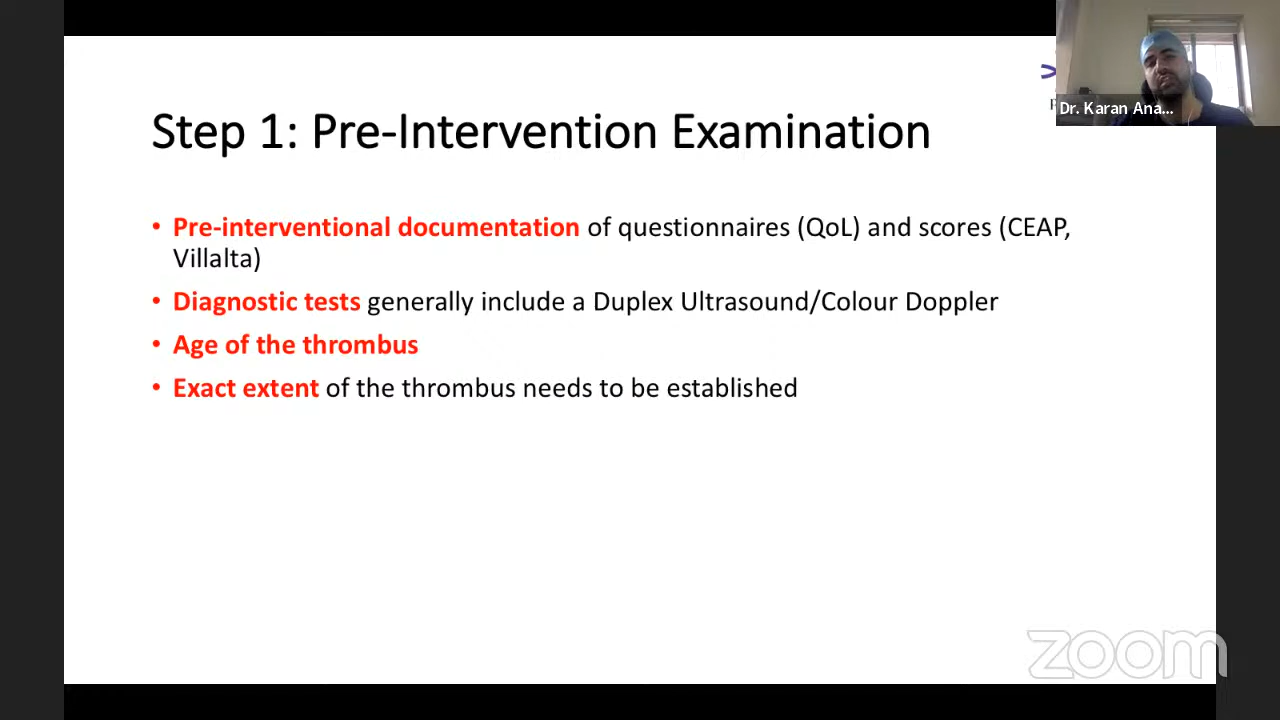 Step 1: Pre-Intervention Examination
• Pre-interventional documentation of questionnaires (QoL) and scores (CEAP,
Villalta)
• Diagnostic tests generally include a Duplex Ultrasound/Colour Doppler
• Age of the thrombus
• Exact extent of the thrombus needs to be established
Dr. Karan Ana...
zoom